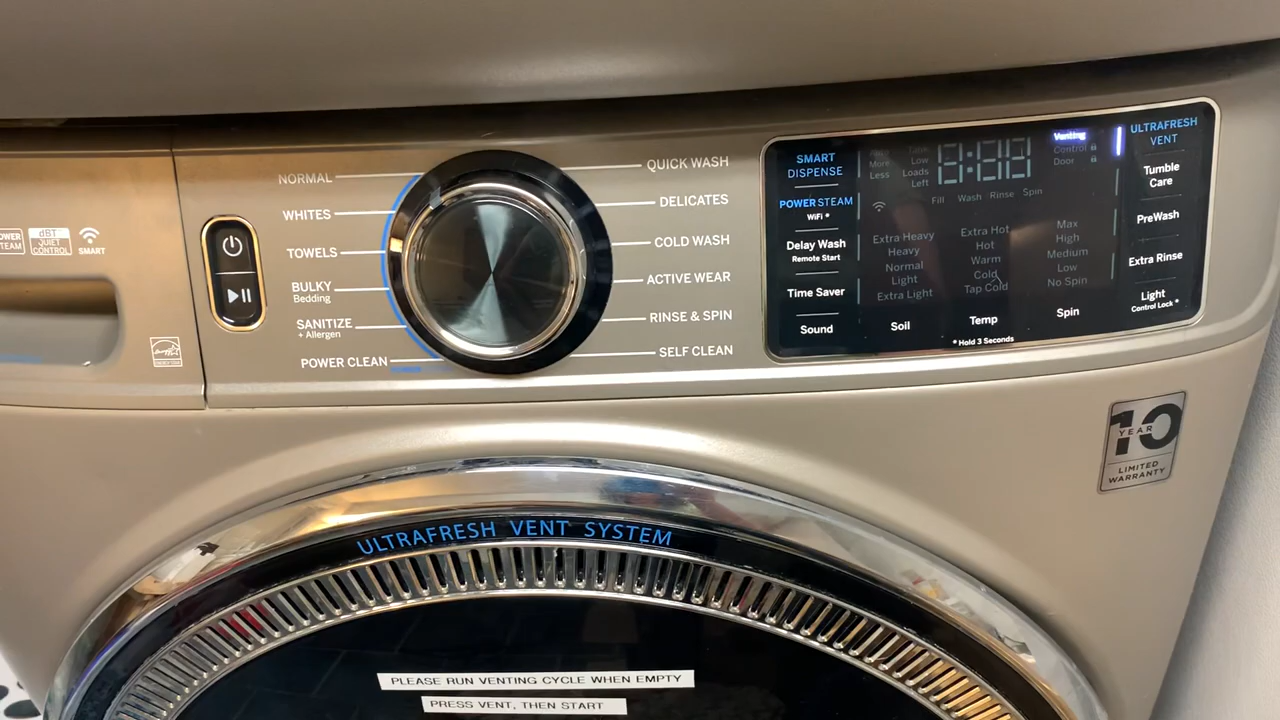 POWER
STEAM
dBT
QUIET
CONTROL
SMART
NORMAL
WHITES
TOWELS
BULKY
Bedding
SANITIZE
+ Allergen
POWER CLEAN
QUICK WASH
DELICATES
COLD WASH
ACTIVE WEAR
RINSE & SPIN
SELF CLEAN
SMART
DISPENSE
POWERSTEAM
WiFi *
Delay Wash
Remote Start
Time Saver
Sound
More
Less
Low
Loads
Left
8:88
Venting
Control
Door
Fill Wash Rinse Spin
Extra Heavy
Heavy
Normal
Light
Extra Light
Soil
Extra Hot
Hot
Warm
Cold
Tap Cold
Temp
* Hold 3 Seconds
Max
High
Medium
Low
No Spin
Spin
ULTRAFRESH
VENT
Tumble
Care
PreWash
Extra Rinse
Light
Control Lock *
10
YEAR
LIMITED
WARRANTY
ULTRAFRESH VENT SYSTEM
PLEASE RUN VENTING CYCLE WHEN EMPTY
PRESS VENT, THEN START